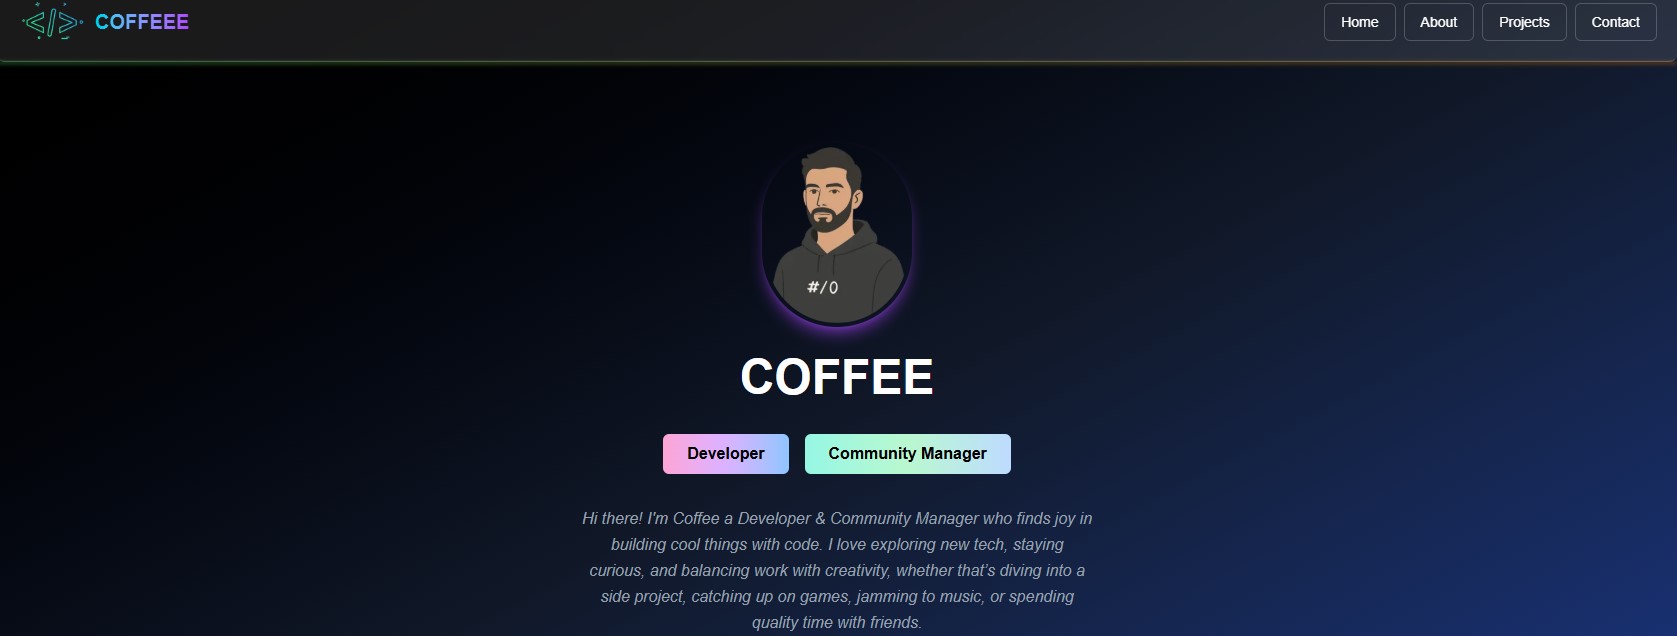 </> COFFEEE
Home About Projects Contact
#/0
COFFEE
Developer Community Manager
Hi there! I'm Coffee a Developer & Community Manager who finds joy in
building cool things with code. I love exploring new tech, staying
curious, and balancing work with creativity, whether that’s diving into a
side project, catching up on games, jamming to music, or spending
quality time with friends.